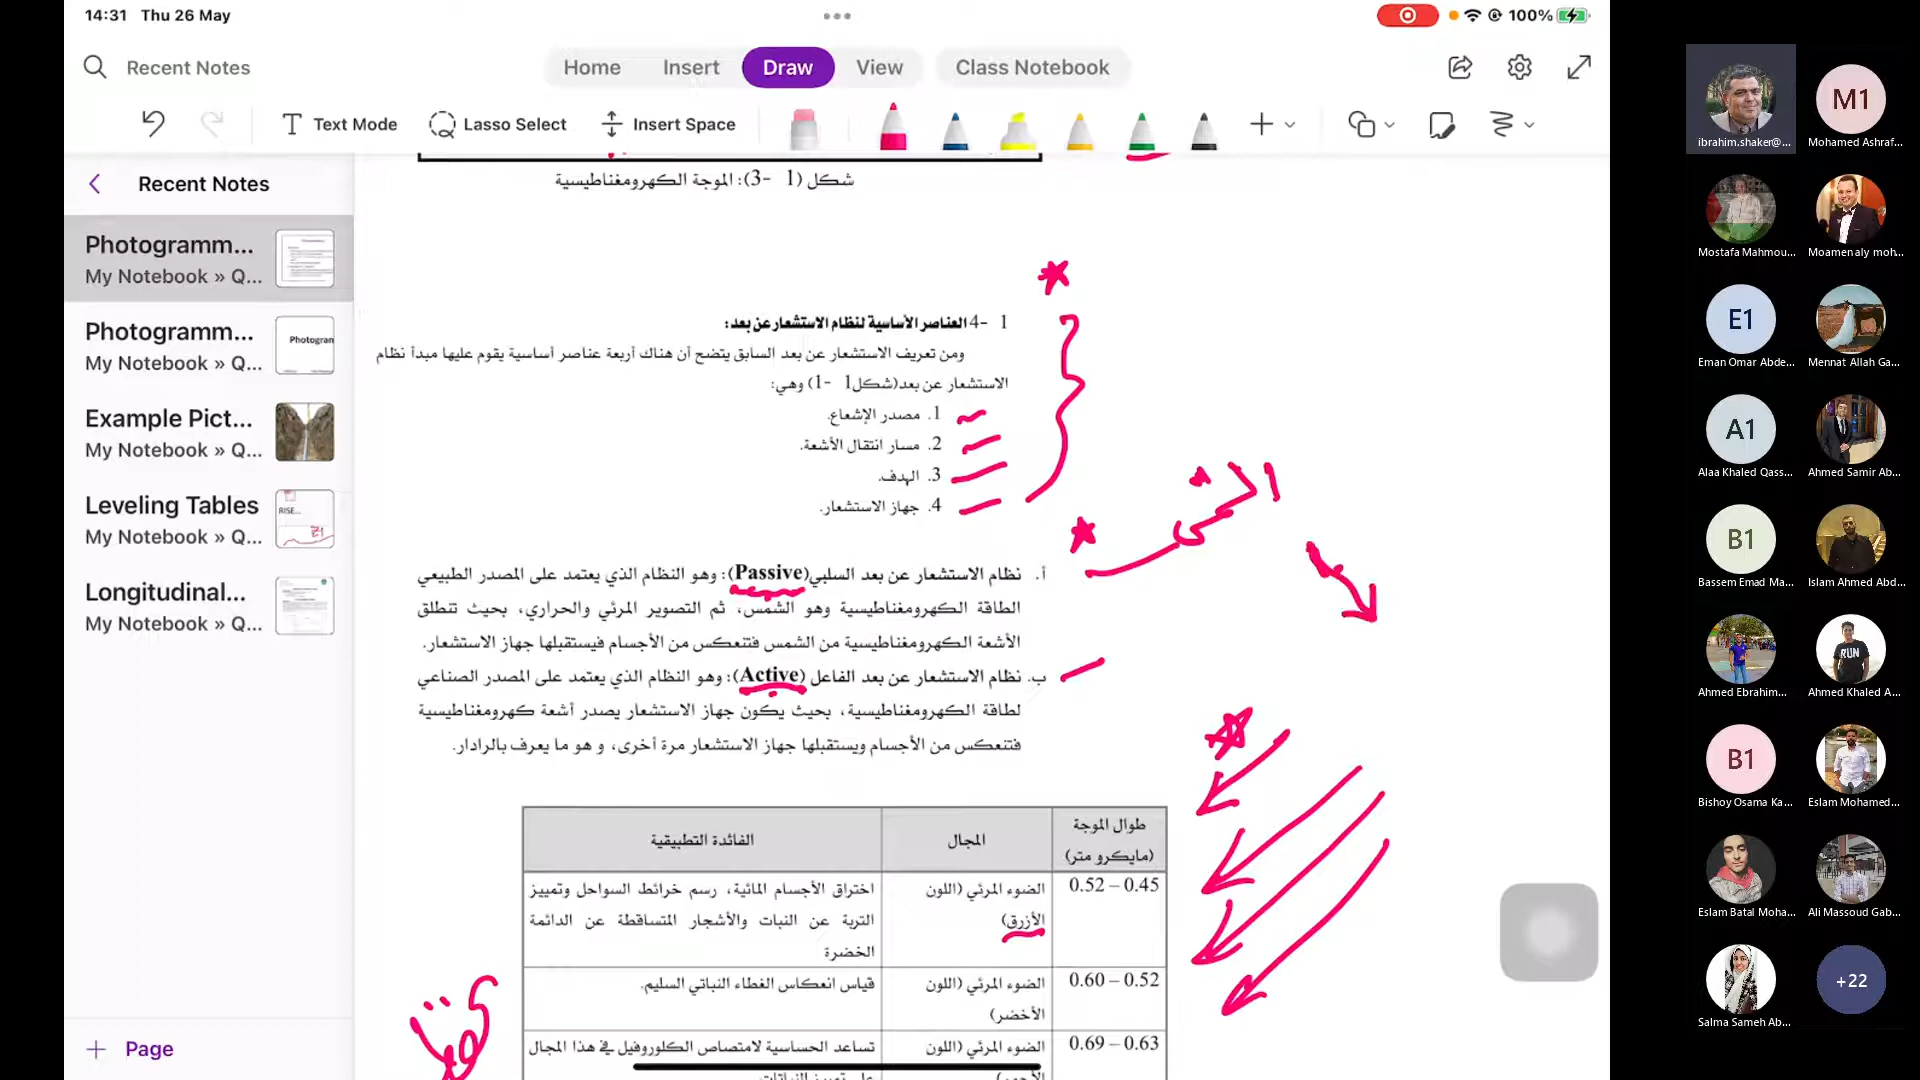 14:31 Thu 26 May
100%
Recent Notes
Home Insert Draw View Class Notebook
Text Mode Lasso Select Insert Space
Recent Notes
Photogramm...
My Notebook » Q...
Photogramm...
My Notebook » Q...
Photogran
Example Pict...
My Notebook » Q...
Leveling Tables
My Notebook » Q...
RISE...
Longitudinal...
My Notebook » Q...
Page
شكل (1 -3): الموجة الكهرومغناطيسية
1 -4 العناصر الأساسية لنظام الاستشعار عن بعد:
ومن تعريف الاستشعار عن بعد السابق يتضح أن هناك أربعة عناصر أساسية يقوم عليها مبدأ نظام
الاستشعار عن بعد(شكل1 -1) وهي:
1. مصدر الإشعاع.
2. مسار انتقال الأشعة.
3. الهدف.
4. جهاز الاستشعار.
أ. نظام الاستشعار عن بعد السلبي(Passive): وهو النظام الذي يعتمد على المصدر الطبيعي
الطاقة الكهرومغناطيسية وهو الشمس، ثم التصوير المرئي والحراري، بحيث تنطلق
الأشعة الكهرومغناطيسية من الشمس فتنعكس من الأجسام فيستقبلها جهاز الاستشعار.
ب. نظام الاستشعار عن بعد الفاعل (Active): وهو النظام الذي يعتمد على المصدر الصناعي
لطاقة الكهرومغناطيسية، بحيث يكون جهاز الاستشعار يصدر أشعة كهرومغناطيسية
فتنعكس من الأجسام ويستقبلها جهاز الاستشعار مرة أخرى، و هو ما يعرف بالرادار.
طوال الموجة (مايكرو متر) المجال الفائدة التطبيقية
0.45 – 0.52 الضوء المرئي (اللون الأزرق) اختراق الأجسام المائية، رسم خرائط السواحل وتمييز
التربة عن النبات والأشجار المتساقطة عن الدائمة
الخضرة
0.52 – 0.60 الضوء المرئي (اللون الأخضر) قياس انعكاس الغطاء النباتي السليم.
0.63 – 0.69 الضوء المرئي (اللون تساعد الحساسية لامتصاص الكلوروفيل في هذا المجال
ibrahim.shaker@...
M1
Mohamed Ashraf...
Mostafa Mahmou...
Moamenaly moh...
E1
Eman Omar Abde...
Mennat Allah Ga...
A1
Alaa Khaled Qass...
Ahmed Samir Ab...
B1
Bassem Emad Ma...
Islam Ahmed Abd...
Ahmed Ebrahim...
RUN
Ahmed Khaled A...
B1
Bishoy Osama Ka...
Eslam Mohamed...
Eslam Batal Moha...
Ali Massoud Gab...
Salma Sameh Ab...
+22